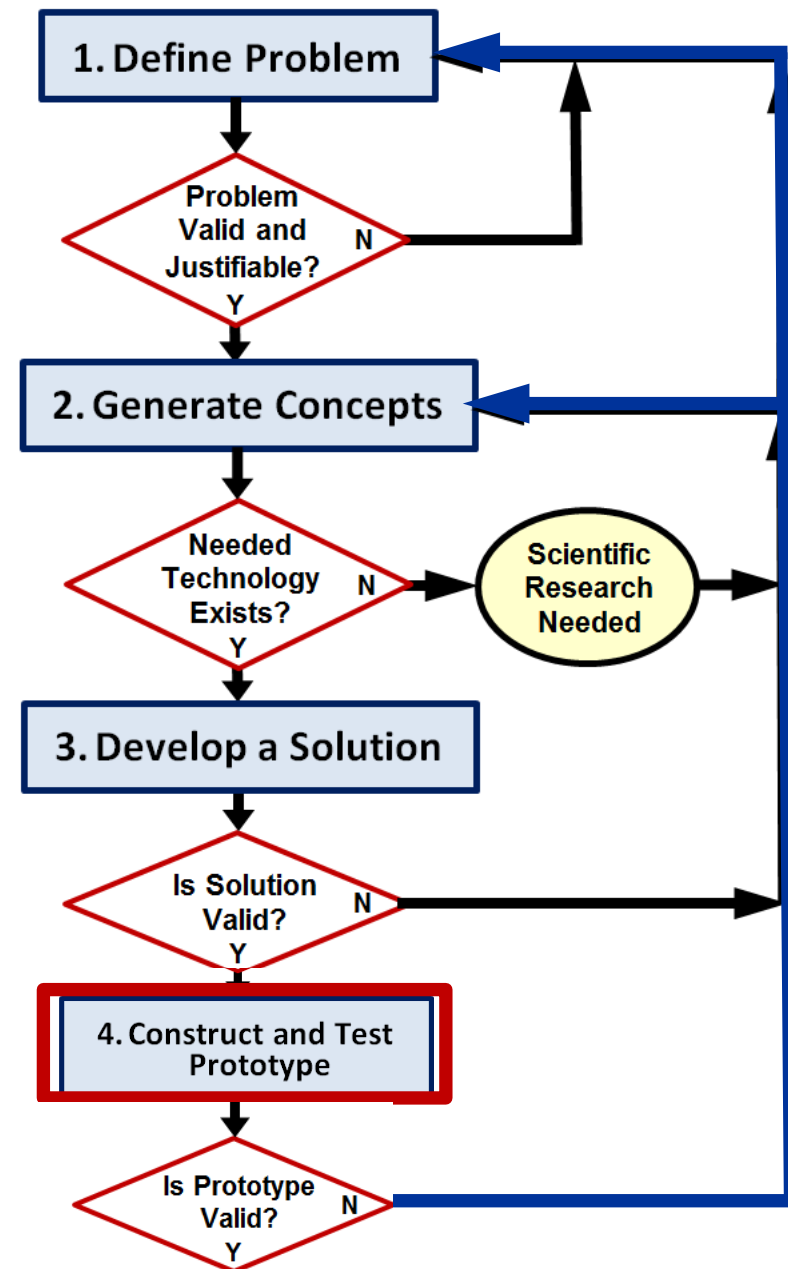 1. Define Problem
Problem
Valid and
Justifiable?
N
Y
2. Generate Concepts
Needed
Technology
Exists?
N
Y
Scientific
Research
Needed
3. Develop a Solution
Is Solution
Valid?
N
Y
4. Construct and Test
Prototype
Is Prototype
Valid?
N
Y